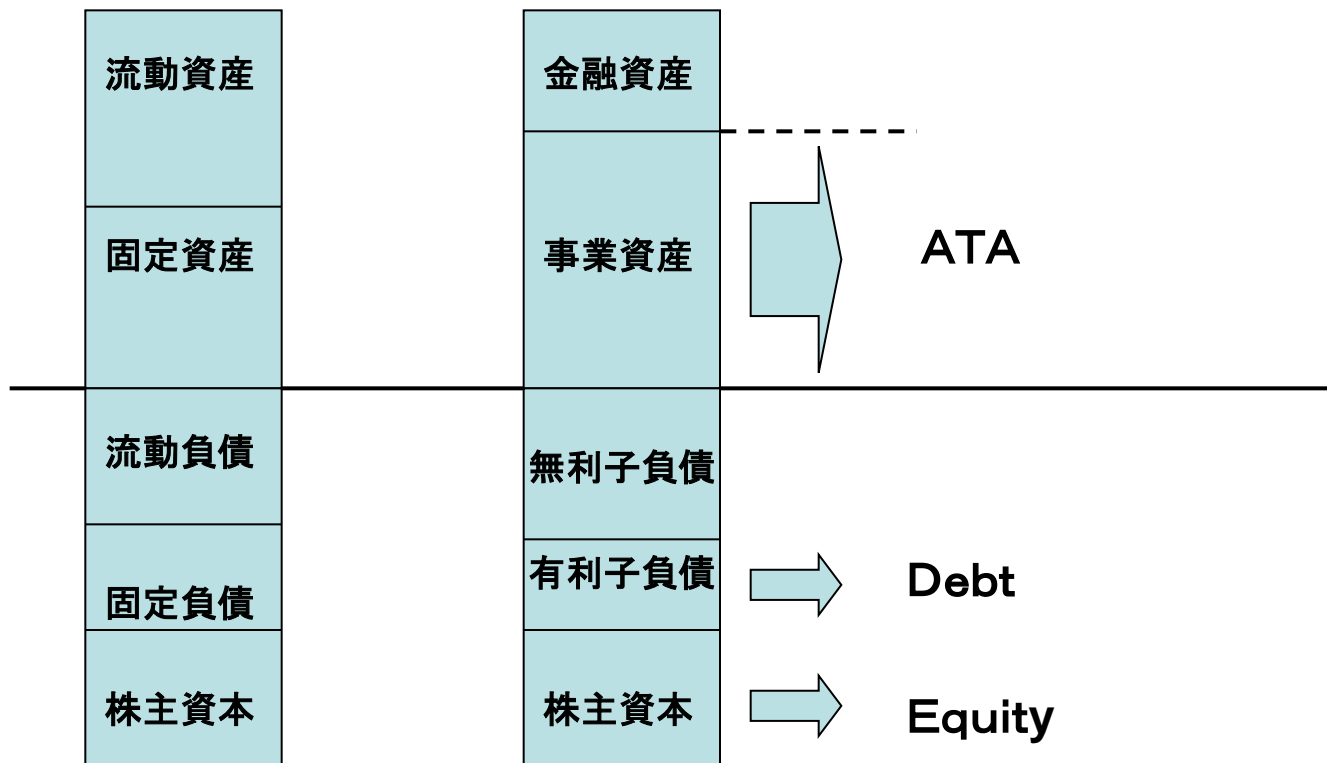 流動資産
金融資産
固定資産
事業資産
ATA
流動負債
無利子負債
有利子負債
Debt
固定負債
株主資本
株主資本
Equity